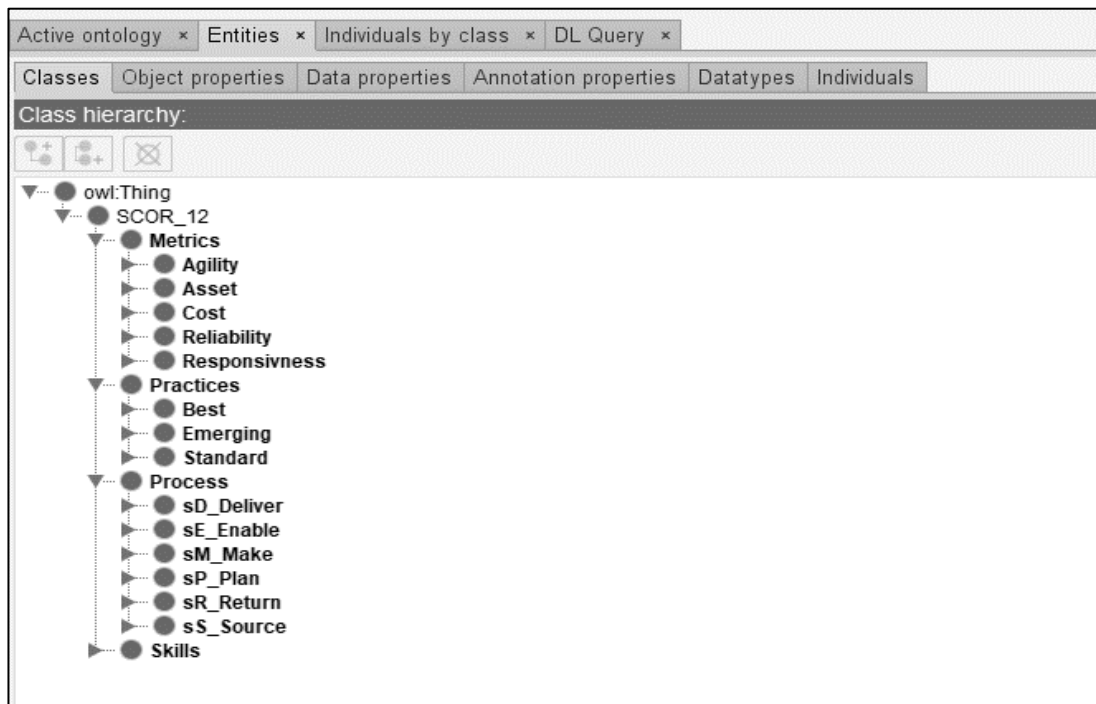 Active ontology × Entities × Individuals by class × DL Query ×
Classes Object properties Data properties Annotation properties Datatypes Individuals
Class hierarchy:
owl:Thing
SCOR_12
Metrics
Agility
Asset
Cost
Reliability
Responsivness
Practices
Best
Emerging
Standard
Process
sD_Deliver
sE_Enable
sM_Make
sP_Plan
sR_Return
sS_Source
Skills